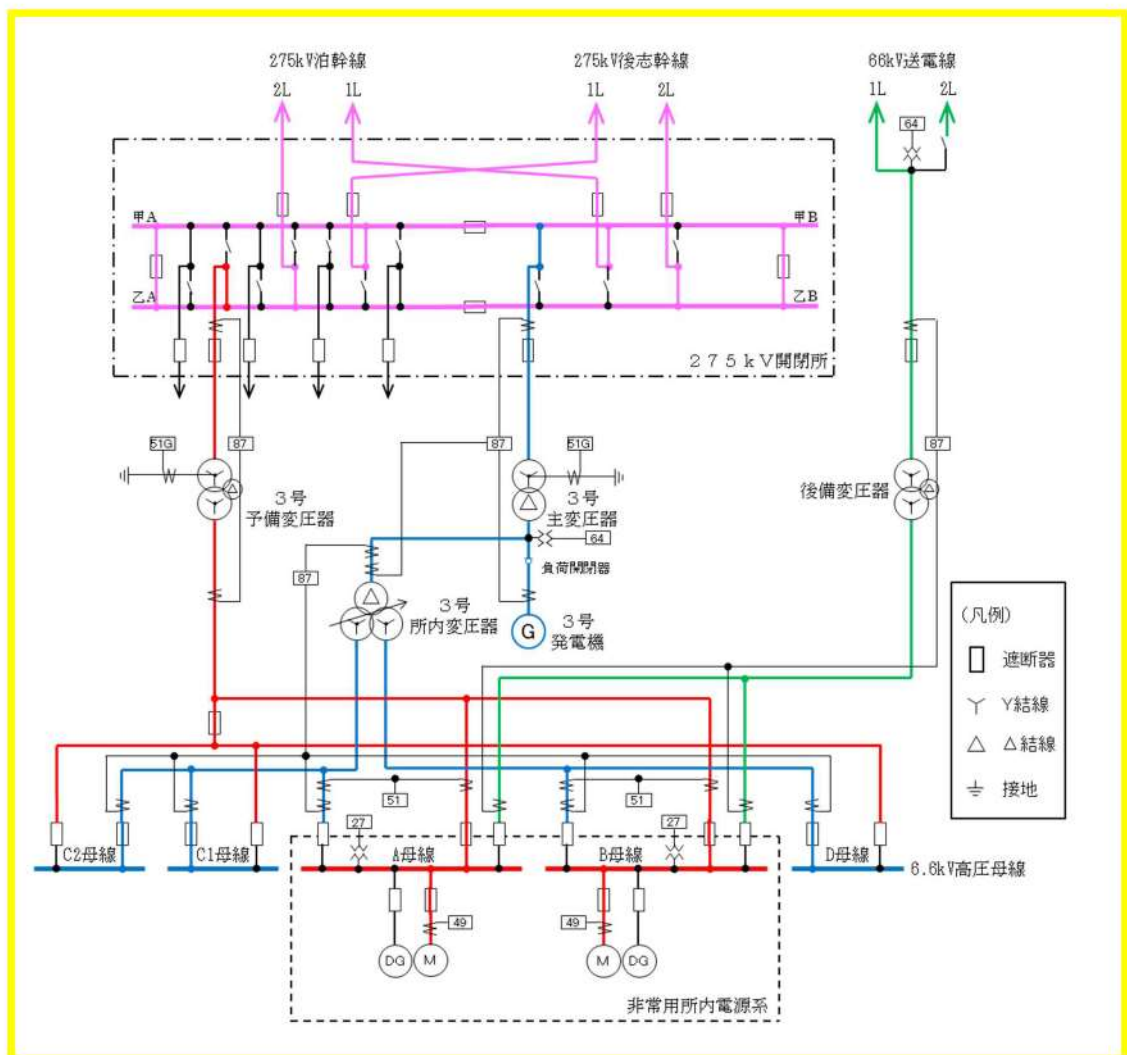 275kV泊幹線
275kV後志幹線
66kV送電線
2L
1L
1L
2L
1L
2L
64
甲A
甲B
乙A
乙B
275kV開閉所
51G
87
87
51G
87
3号
予備変圧器
3号
主変圧器
後備変圧器
64
負荷開閉器
87
3号
所内変圧器
G
3号
発電機
(凡例)
遮断器
Y結線
Δ結線
接地
51
51
27
27
C2母線
C1母線
A母線
B母線
D母線
6.6kV高圧母線
49
49
DG
M
M
DG
非常用所内電源系